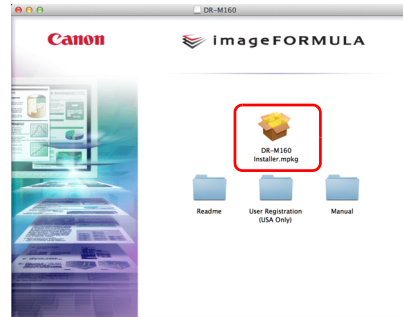 DR-M160
Canon
imageFORMULA
DR-M160
Installer.mpkg
Readme
User Registration
(USA Only)
Manual